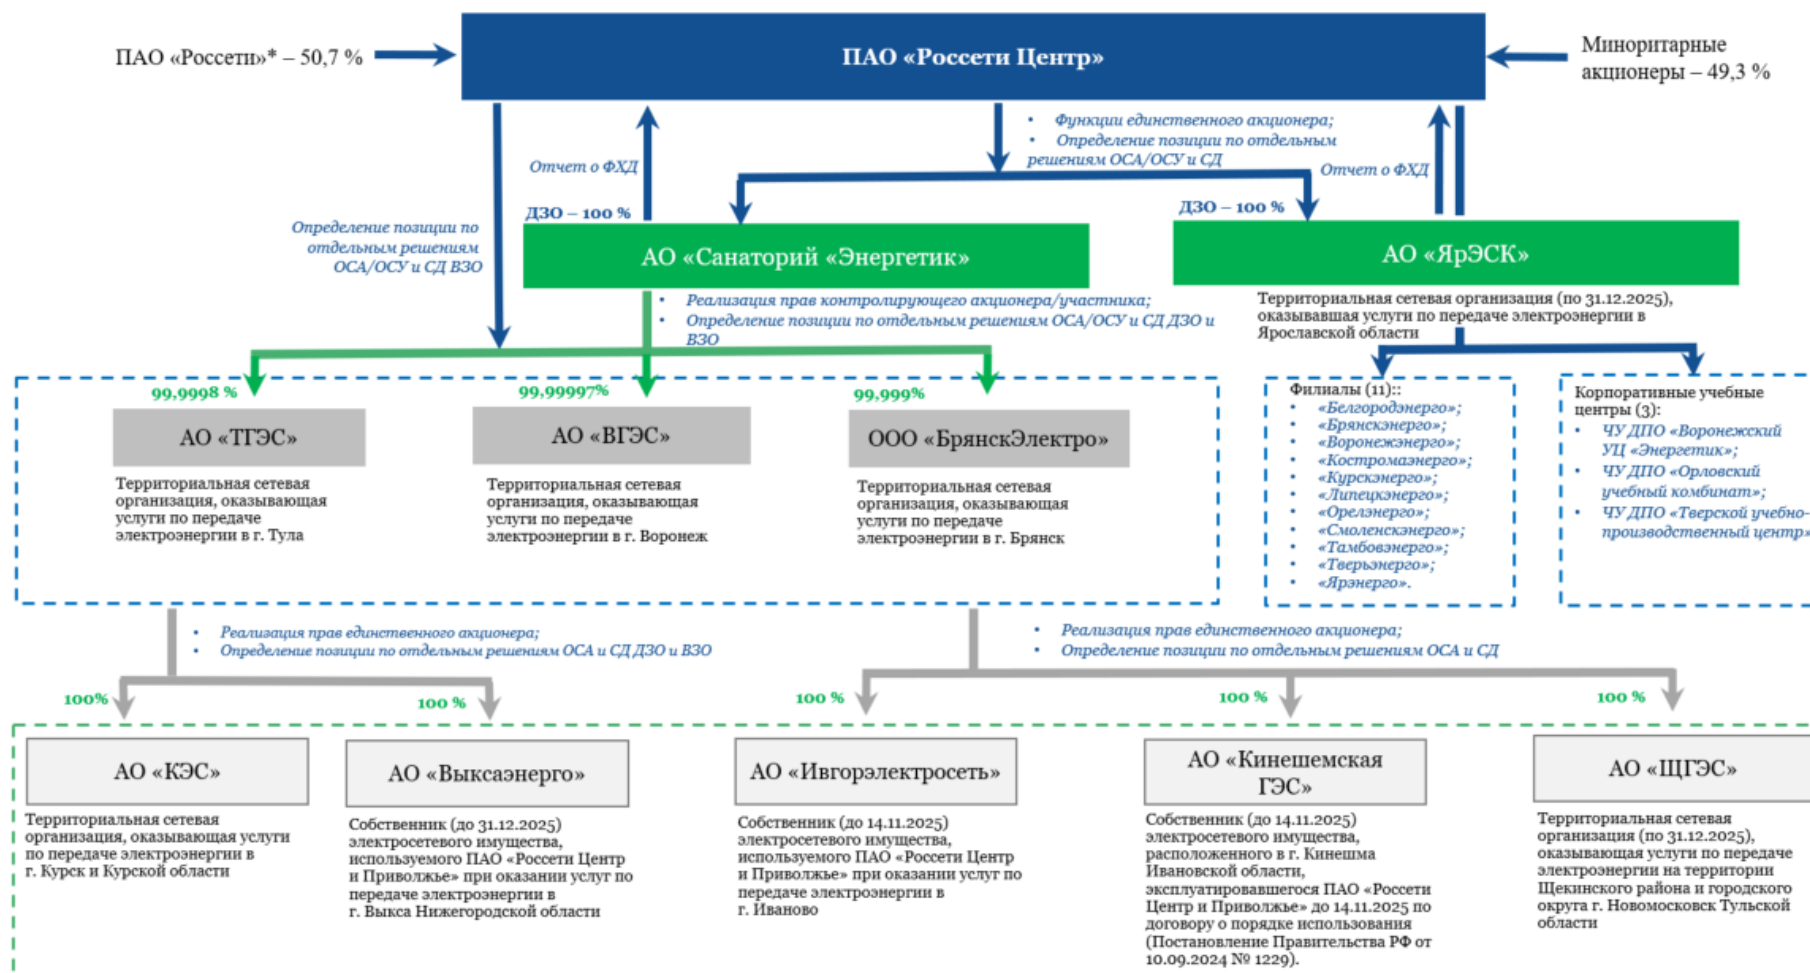 ПАО «Россети»* – 50,7 %
ПАО «Россети Центр»
Миноритарные
акционеры – 49,3 %
• Функции единственного акционера;
• Определение позиции по отдельным
решениям ОСА/ОСУ и СД
Отчет о ФХД
Отчет о ФХД
Определение позиции по
отдельным решениям
ОСА/ОСУ и СД ВЗО
ДЗО – 100 %
ДЗО – 100 %
АО «Санаторий «Энергетик»
АО «ЯрЭСК»
• Реализация прав контролирующего акционера/участника;
• Определение позиции по отдельным решениям ОСА/ОСУ и СД ДЗО и
ВЗО
Территориальная сетевая организация (по 31.12.2025),
оказывавшая услуги по передаче электроэнергии в
Ярославской области
99,9998 %
99,99997%
99,999%
АО «ТГЭС»
АО «ВГЭС»
ООО «БрянскЭлектро»
Территориальная сетевая
организация, оказывающая
услуги по передаче
электроэнергии в г. Тула
Территориальная сетевая
организация, оказывающая
услуги по передаче
электроэнергии в г. Воронеж
Территориальная сетевая
организация, оказывающая
услуги по передаче
электроэнергии в г. Брянск
Филиалы (11)::
• «Белгородэнерго»;
• «Брянскэнерго»;
• «Воронежэнерго»;
• «Костромаэнерго»;
• «Курскэнерго»;
• «Липецкэнерго»;
• «Орелэнерго»;
• «Смоленскэнерго»;
• «Тамбовэнерго»;
• «Тверьэнерго»;
• «Ярэнерго».
Корпоративные учебные
центры (3):
• ЧУ ДПО «Воронежский
УЦ «Энергетик»;
• ЧУ ДПО «Орловский
учебный комбинат»;
• ЧУ ДПО «Тверской учебно-
производственный центр»
• Реализация прав единственного акционера;
• Определение позиции по отдельным решениям ОСА и СД ДЗО и ВЗО
• Реализация прав единственного акционера;
• Определение позиции по отдельным решениям ОСА и СД
100%
100 %
100 %
100 %
100 %
АО «КЭС»
АО «Выксаэнерго»
АО «Ивгорэлектросеть»
АО «Кинешемская
ГЭС»
АО «ЩГЭС»
Территориальная сетевая
организация, оказывающая услуги
по передаче электроэнергии в
г. Курск и Курской области
Собственник (до 31.12.2025)
электросетевого имущества,
используемого ПАО «Россети Центр
и Приволжье» при оказании услуг по
передаче электроэнергии в
г. Выкса Нижегородской области
Собственник (до 14.11.2025)
электросетевого имущества,
используемого ПАО «Россети Центр
и Приволжье» при оказании услуг по
передаче электроэнергии в
г. Иваново
Собственник (до 14.11.2025)
электросетевого имущества,
расположенного в г. Кинешма
Ивановской области,
эксплуатировавшегося ПАО «Россети
Центр и Приволжье» до 14.11.2025 по
договору о порядке использования
(Постановление Правительства РФ от
10.09.2024 № 1229).
Территориальная сетевая
организация (по 31.12.2025),
оказывающая услуги по передаче
электроэнергии на территории
Щекинского района и городского
округа г. Новомосковск Тульской
области